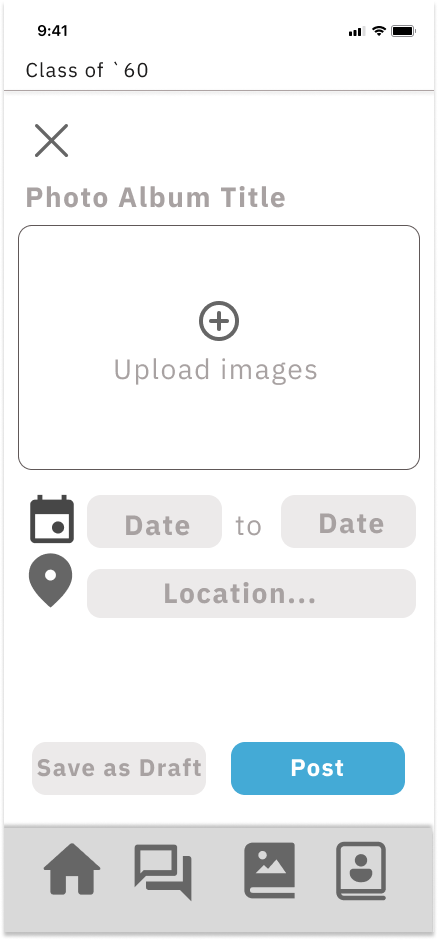 9:41
Class of `60
Photo Album Title
Upload images
Date to Date
Location...
Save as Draft Post